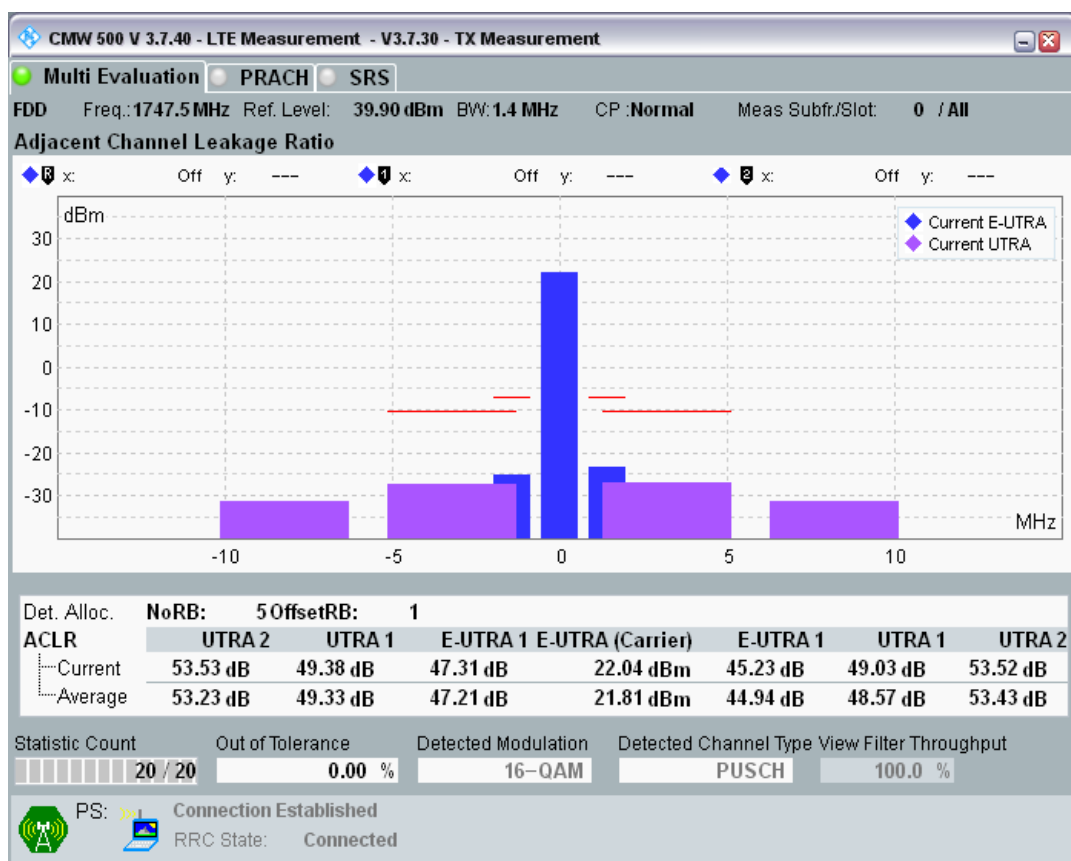 CMW 500 V 3.7.40 - LTE Measurement - V3.7.30 - TX Measurement
Multi Evaluation PRACH SRS
FDD Freq.: 1747.5 MHz Ref. Level: 39.90 dBm BW: 1.4 MHz CP :Normal Meas Subfr./Slot: 0 / All
Adjacent Channel Leakage Ratio
R x: Off y: --- 1 x: Off y: --- 2 x: Off y: ---
dBm
Current E-UTRA
Current UTRA
30
20
10
0
-10
-20
-30
MHz
-10 -5 0 5 10
Det. Alloc. NoRB: 5 OffsetRB: 1
ACLR UTRA 2 UTRA 1 E-UTRA 1 E-UTRA (Carrier) E-UTRA 1 UTRA 1 UTRA 2
Current 53.53 dB 49.38 dB 47.31 dB 22.04 dBm 45.23 dB 49.03 dB 53.52 dB
Average 53.23 dB 49.33 dB 47.21 dB 21.81 dBm 44.94 dB 48.57 dB 53.43 dB
Statistic Count Out of Tolerance Detected Modulation Detected Channel Type View Filter Throughput
20 / 20 0.00 % 16-QAM PUSCH 100.0 %
PS: Connection Established
RRC State: Connected